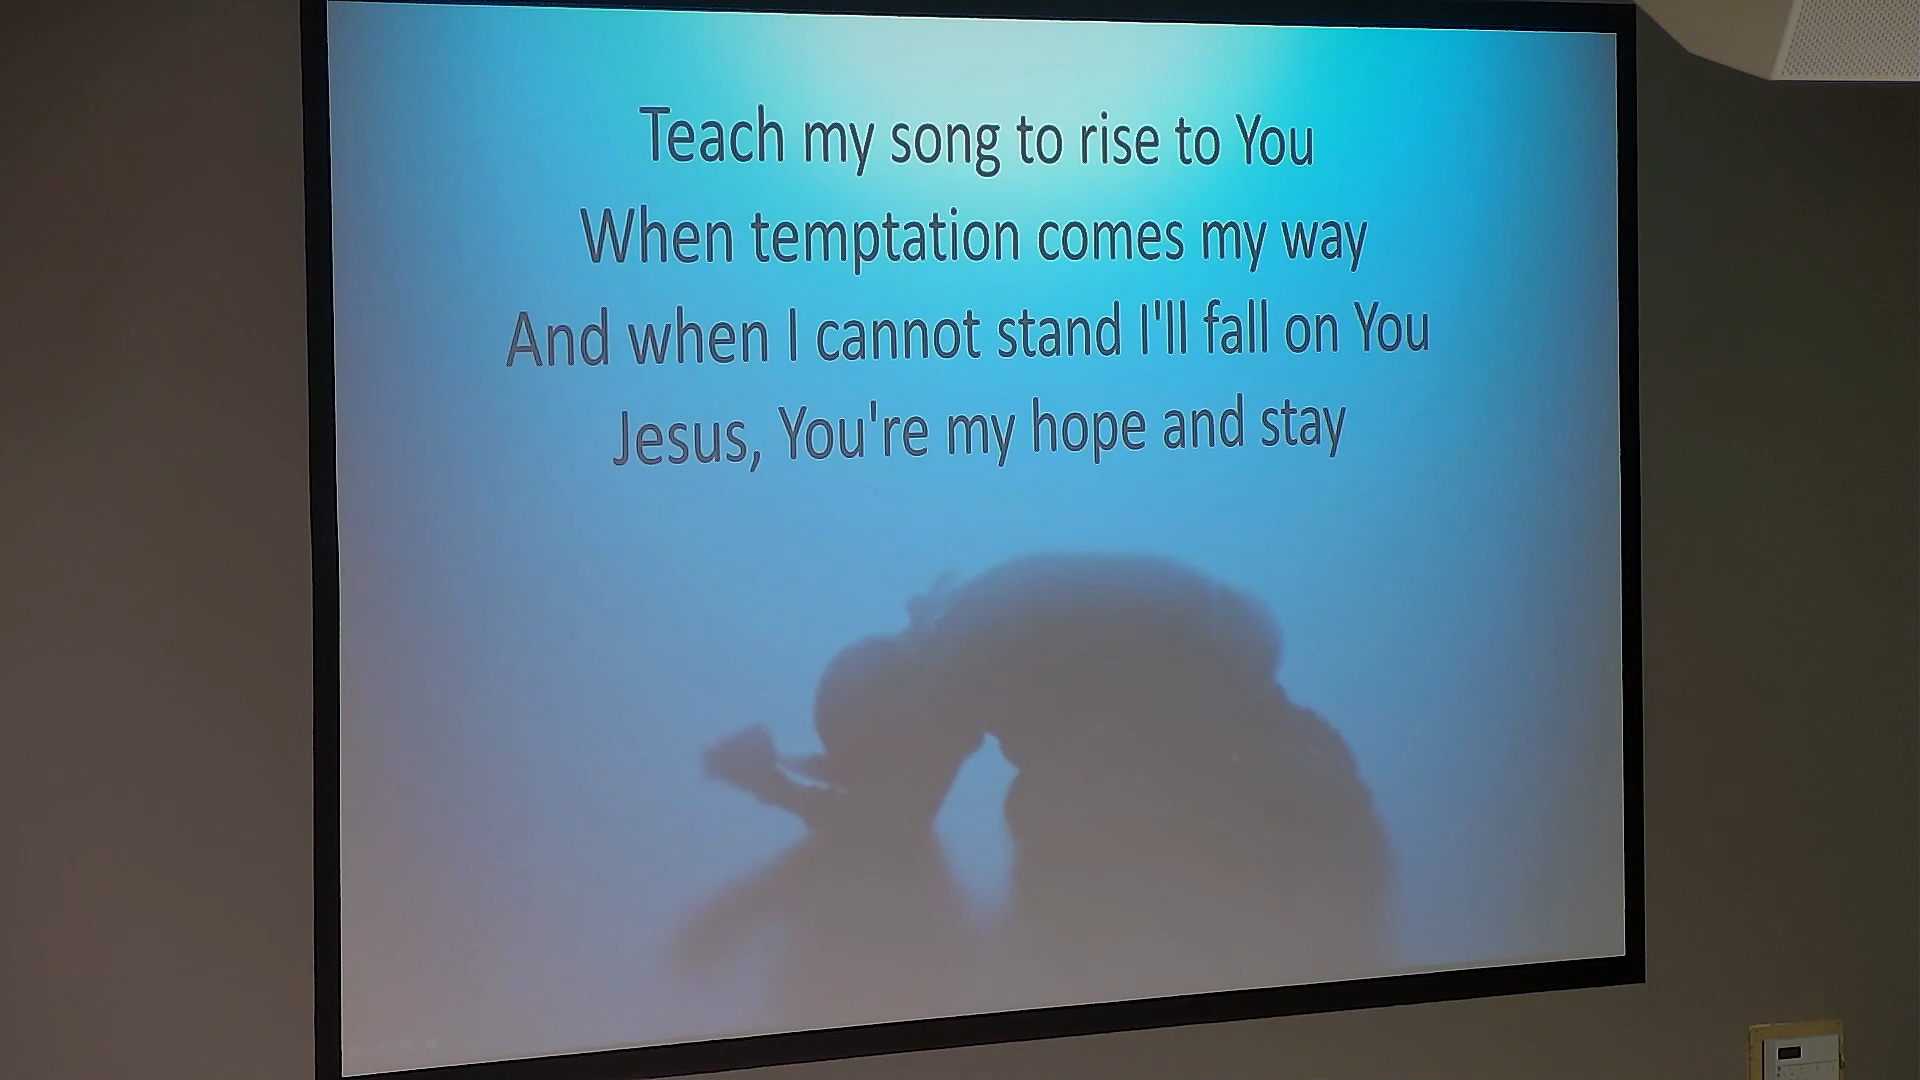 Teach my song to rise to You
When temptation comes my way
And when I cannot stand I'll fall on You
Jesus, You're my hope and stay